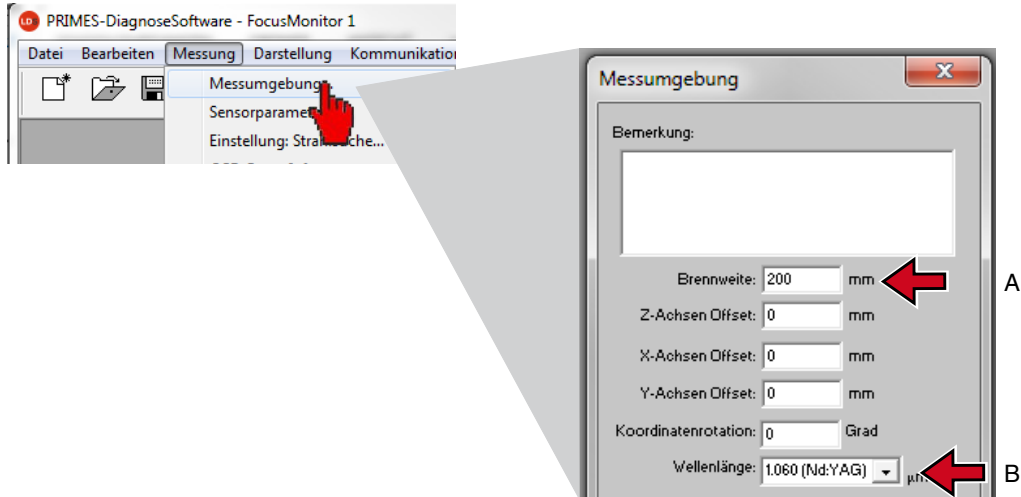 LD PRIMES-DiagnoseSoftware - FocusMonitor 1
Datei Bearbeiten Messung Darstellung Kommunikation
Messumgebung...
Einstellung:
Messumgebung
X
Bemerkung:
Brennweite: 200 mm
A
Z-Achsen Offset: 0 mm
X-Achsen Offset: 0 mm
Y-Achsen Offset: 0 mm
Koordinatenrotation: 0 Grad
Wellenlänge: 1.060 (Nd:YAG)
B